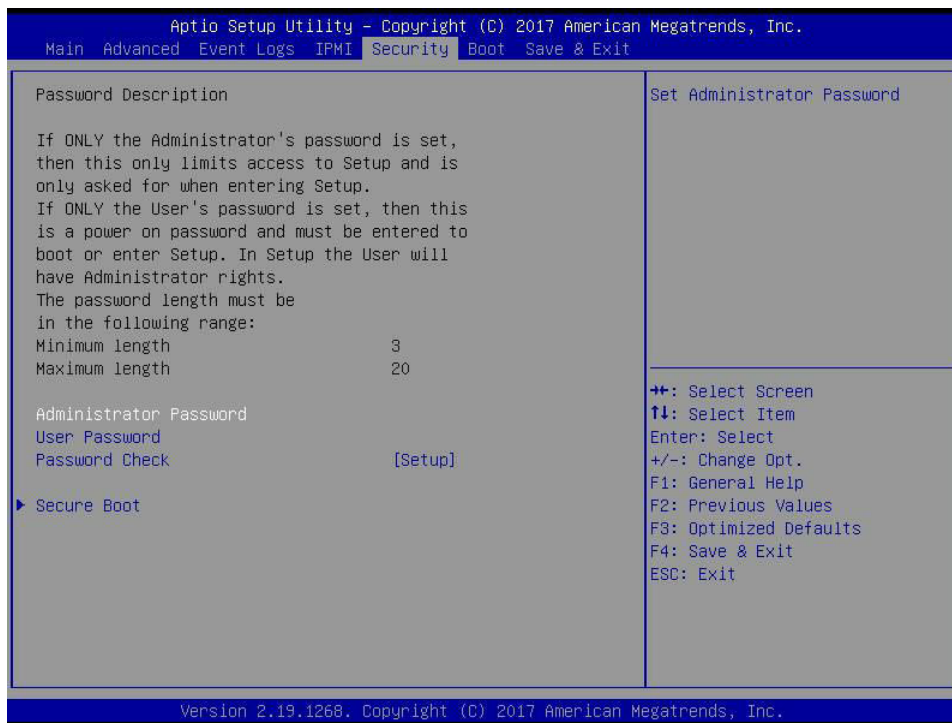 Aptio Setup Utility – Copyright (C) 2017 American Megatrends, Inc.
Main Advanced Event Logs IPMI Security Boot Save & Exit
Password Description
If ONLY the Administrator's password is set,
then this only limits access to Setup and is
only asked for when entering Setup.
If ONLY the User's password is set, then this
is a power on password and must be entered to
boot or enter Setup. In Setup the User will
have Administrator rights.
The password length must be
in the following range:
Minimum length 3
Maximum length 20
Administrator Password
User Password
Password Check [Setup]
Secure Boot
Set Administrator Password
→←: Select Screen
↑↓: Select Item
Enter: Select
+/-: Change Opt.
F1: General Help
F2: Previous Values
F3: Optimized Defaults
F4: Save & Exit
ESC: Exit
Version 2.19.1268. Copyright (C) 2017 American Megatrends, Inc.